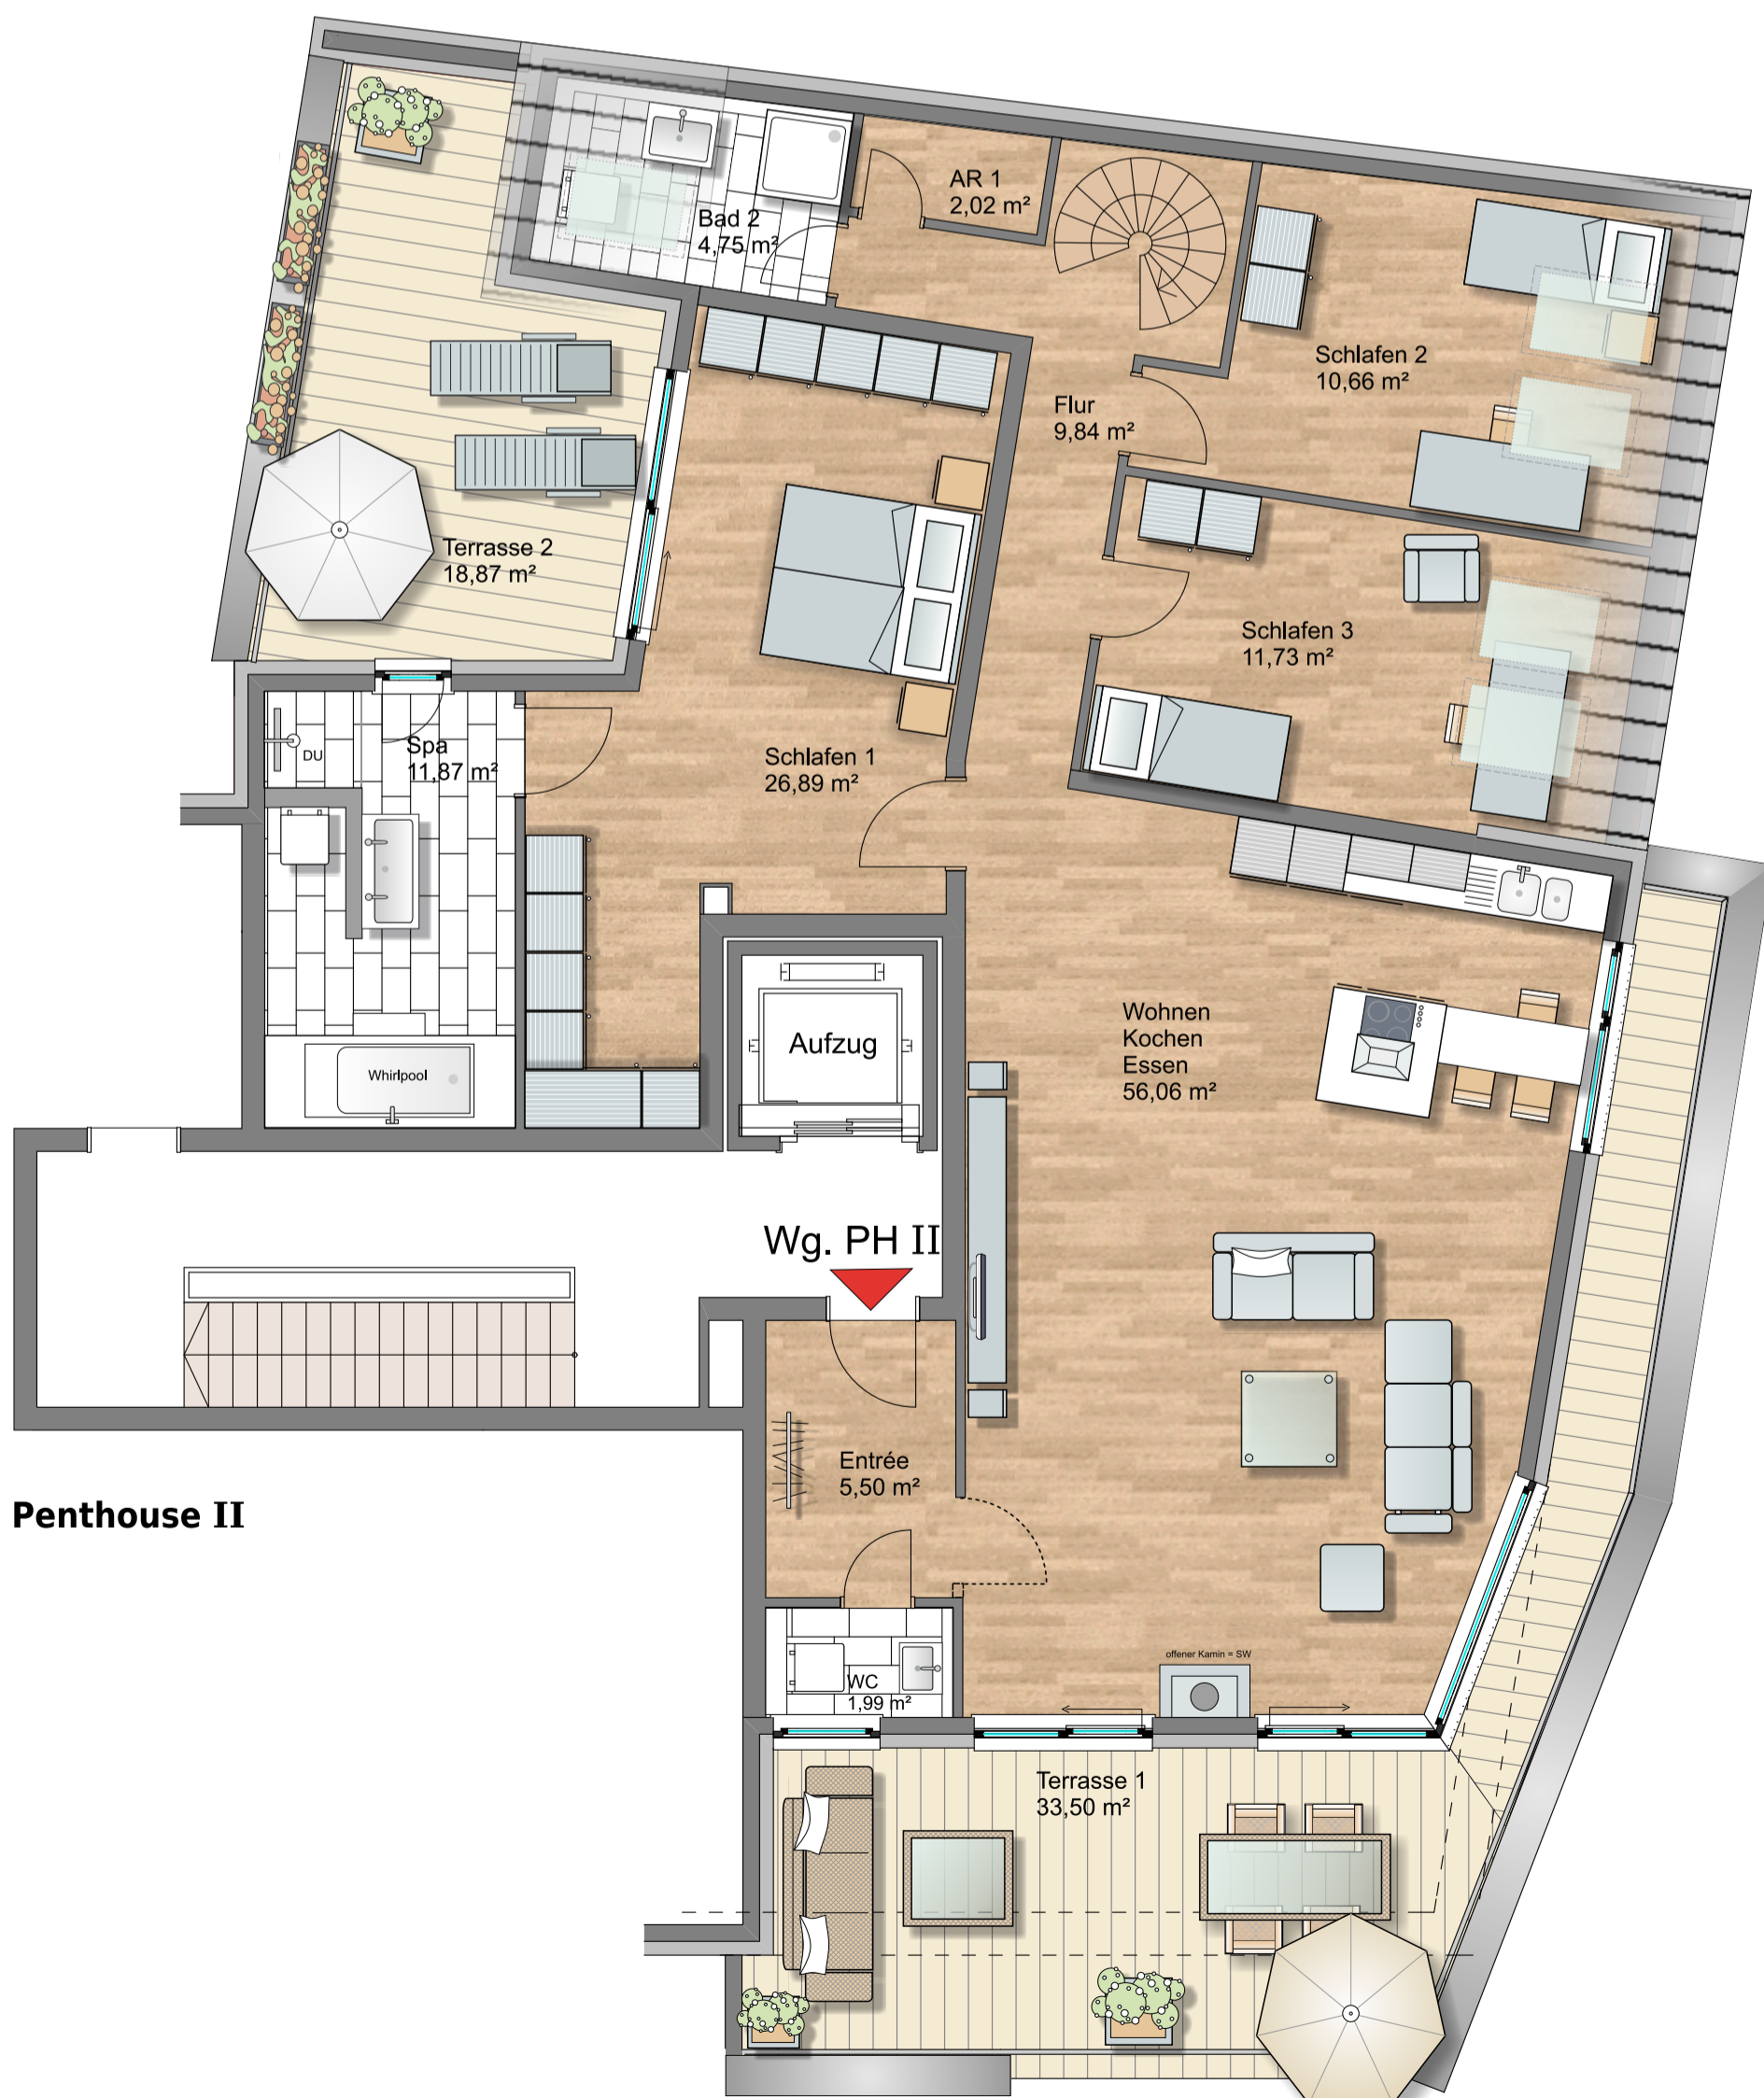 AR 1
2,02 m²
Bad 2
4,75 m²
Schlafen 2
10,66 m²
Flur
9,84 m²
Terrasse 2
18,87 m²
Schlafen 3
11,73 m²
Spa
11,87 m²
DU
Schlafen 1
26,89 m²
Wohnen
Kochen
Essen
56,06 m²
Aufzug
Whirlpool
Wg. PH II
Entrée
5,50 m²
Penthouse II
offener Kamin = SW
WC
1,99 m²
Terrasse 1
33,50 m²